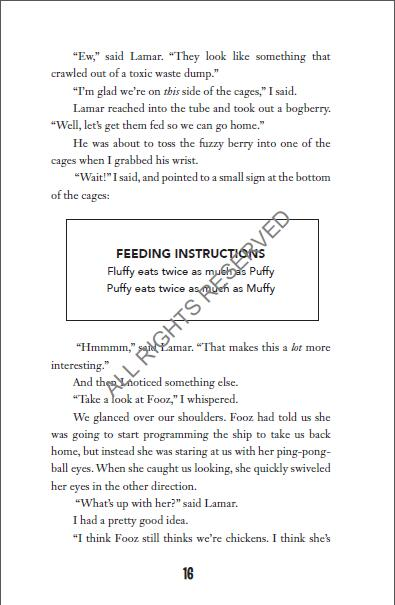 “Ew,” said Lamar. “They look like something that
crawled out of a toxic waste dump.”
“I’m glad we’re on this side of the cages,” I said.
Lamar reached into the tube and took out a bogberry.
“Well, let’s get them fed so we can go home.”
He was about to toss the fuzzy berry into one of the
cages when I grabbed his wrist.
“Wait!” I said, and pointed to a small sign at the bottom
of the cages:
FEEDING INSTRUCTIONS
Fluffy eats twice as much as Puffy
Puffy eats twice as much as Muffy
ALL RIGHTS RESERVED
“Hmmmm,” said Lamar. “That makes this a lot more
interesting.”
And then I noticed something else.
“Take a look at Fooz,” I whispered.
We glanced over our shoulders. Fooz had told us she
was going to start programming the ship to take us back
home, but instead she was staring at us with her ping-pong-
ball eyes. When she caught us looking, she quickly swiveled
her eyes in the other direction.
“What’s up with her?” said Lamar.
I had a pretty good idea.
“I think Fooz still thinks we’re chickens. I think she’s
16